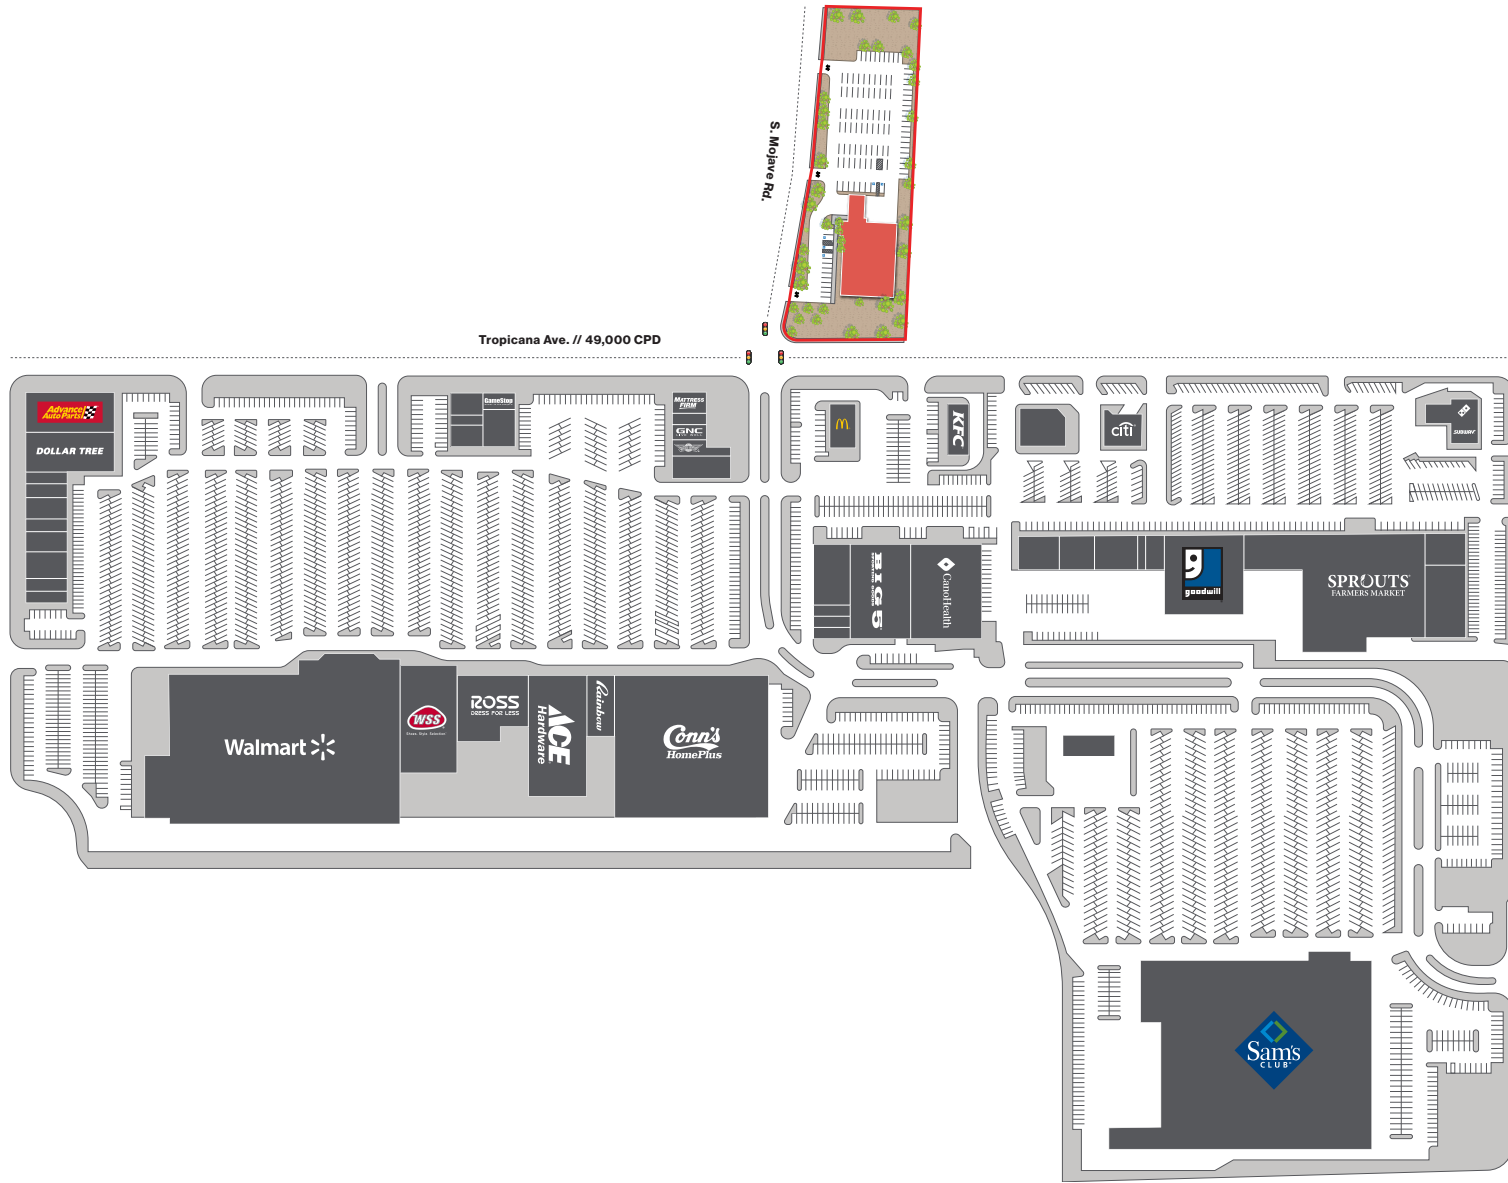 S. Mojave Rd.
Tropicana Ave. // 49,000 CPD
Advance
Auto Parts
DOLLAR TREE
GameStop
MATTRESS
FIRM
GNC
KFC
citi
SUBWAY
BIG 5
SPORTING GOODS
CanoHealth
goodwill
SPROUTS
FARMERS MARKET
Walmart
WSS
ROSS
DRESS FOR LESS
ACE
Hardware
Rainbow
Conn's
HomePlus
Sam's
CLUB